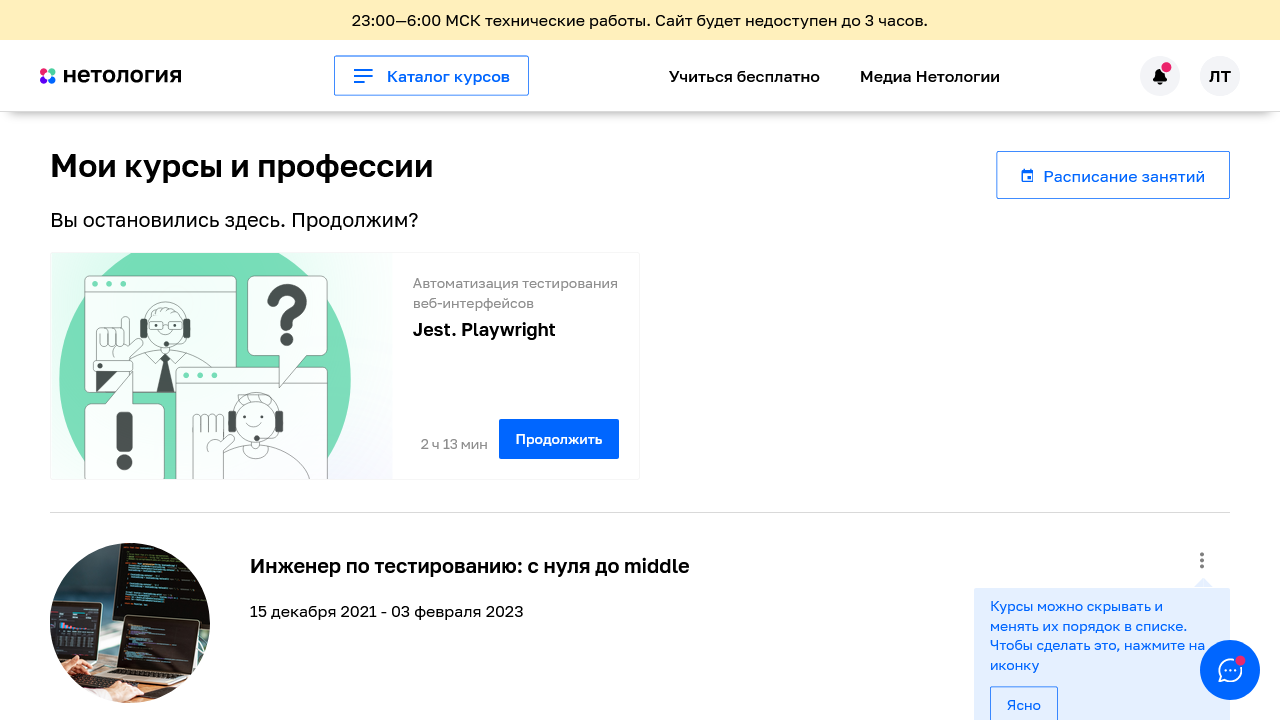 23:00—6:00 МСК технические работы. Сайт будет недоступен до 3 часов.
нетология
Каталог курсов
Учиться бесплатно
Медиа Нетологии
ЛТ
Мои курсы и профессии
Расписание занятий
Вы остановились здесь. Продолжим?
Автоматизация тестирования
веб-интерфейсов
Jest. Playwright
2 ч 13 мин
Продолжить
Инженер по тестированию: с нуля до middle
15 декабря 2021 - 03 февраля 2023
Курсы можно скрывать и
менять их порядок в списке.
Чтобы сделать это, нажмите на
иконку
Ясно